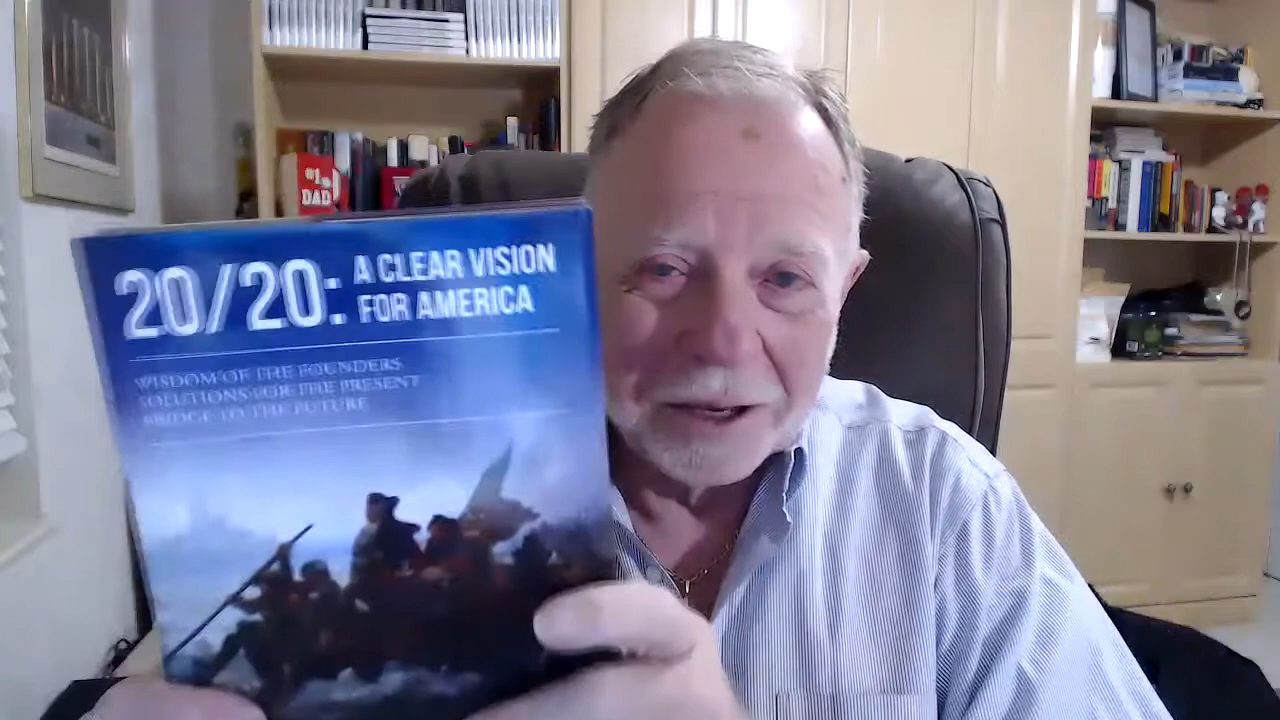 #1
DAD
20/20:
A CLEAR VISION
FOR AMERICA
WISDOM OF THE FOUNDERS
SOLUTIONS FOR THE PRESENT
BRIDGE TO THE FUTURE